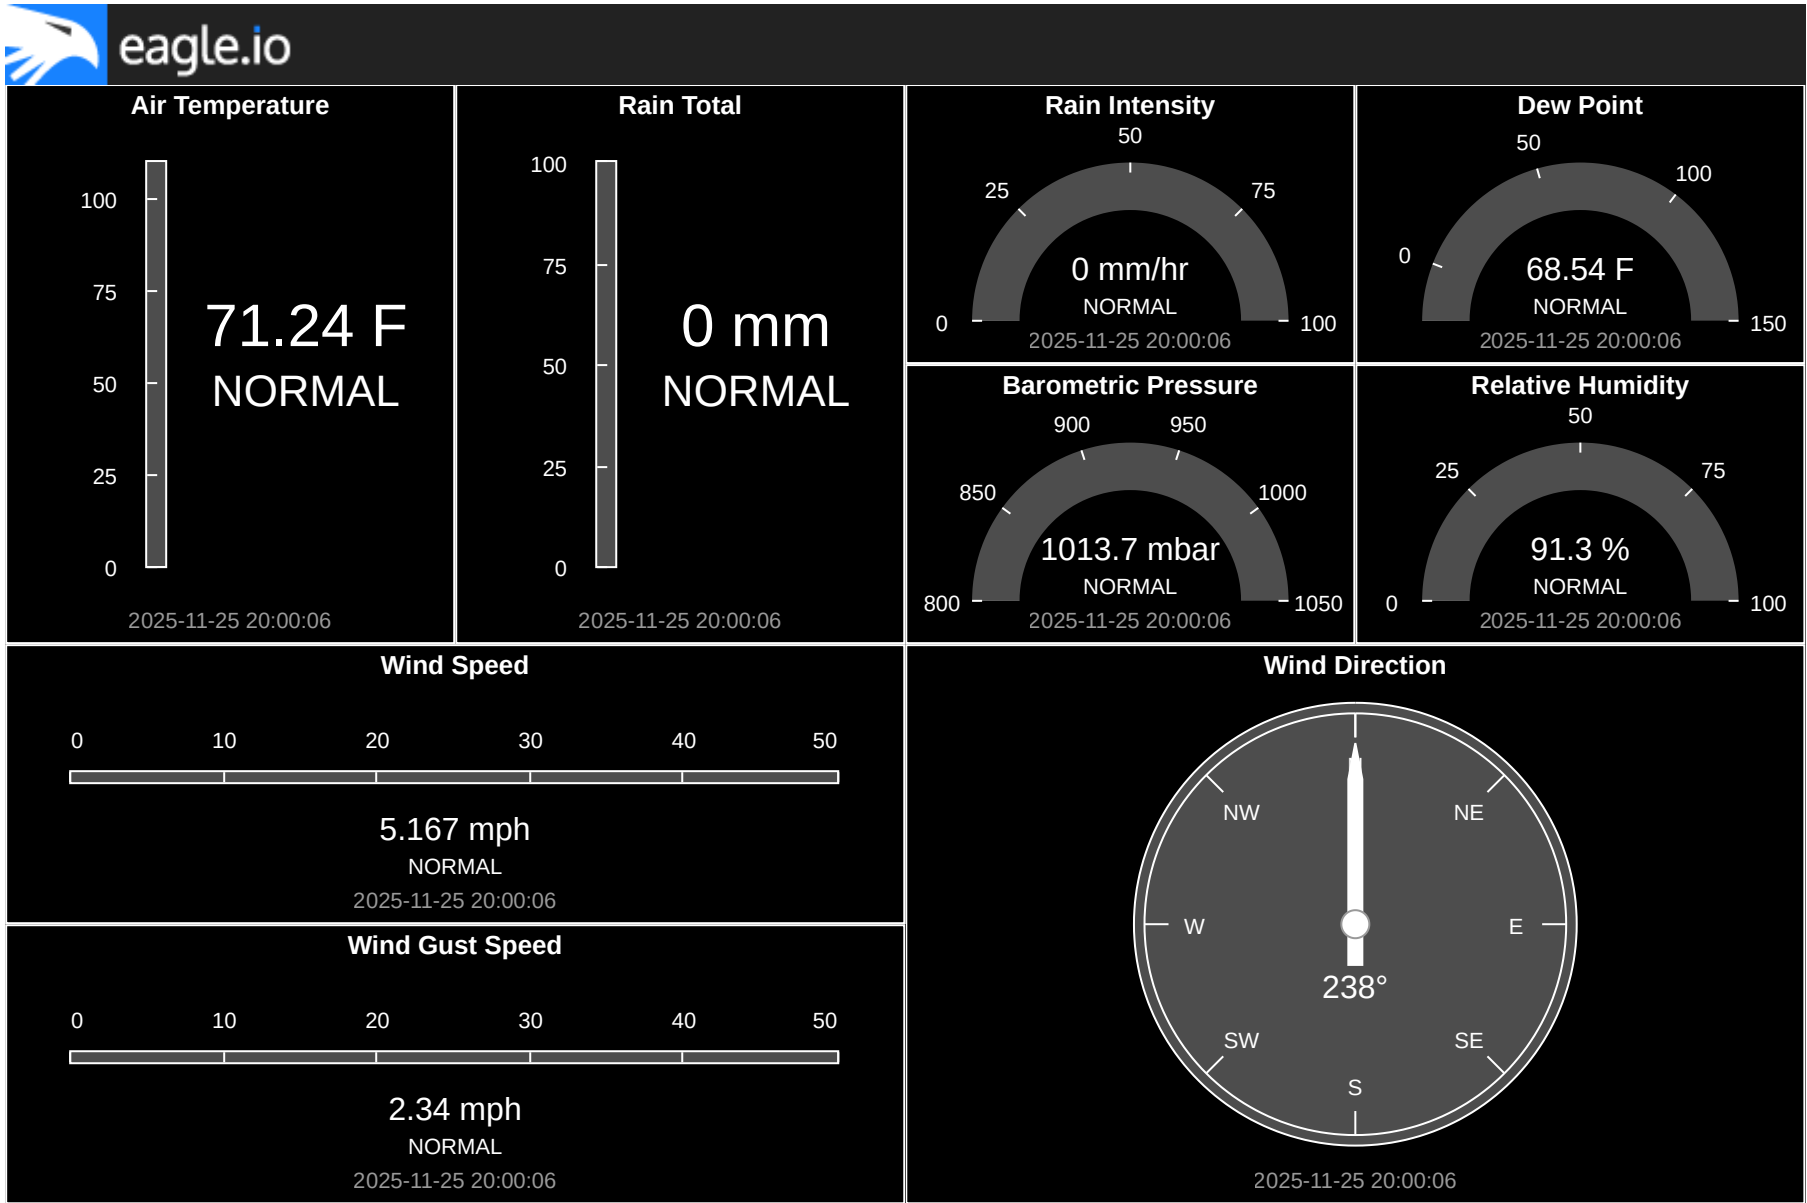 eagle.io
Air Temperature
100
75
50
25
0
71.24 F
NORMAL
2025-11-25 20:00:06
Rain Total
100
75
50
25
0
0 mm
NORMAL
2025-11-25 20:00:06
Rain Intensity
50
25
75
0
100
0 mm/hr
NORMAL
2025-11-25 20:00:06
Dew Point
50
100
0
150
68.54 F
NORMAL
2025-11-25 20:00:06
Barometric Pressure
900
950
850
1000
800
1050
1013.7 mbar
NORMAL
2025-11-25 20:00:06
Relative Humidity
50
25
75
0
100
91.3 %
NORMAL
2025-11-25 20:00:06
Wind Speed
0 10 20 30 40 50
5.167 mph
NORMAL
2025-11-25 20:00:06
Wind Gust Speed
0 10 20 30 40 50
2.34 mph
NORMAL
2025-11-25 20:00:06
Wind Direction
NW
NE
W
E
238°
SW
SE
S
2025-11-25 20:00:06